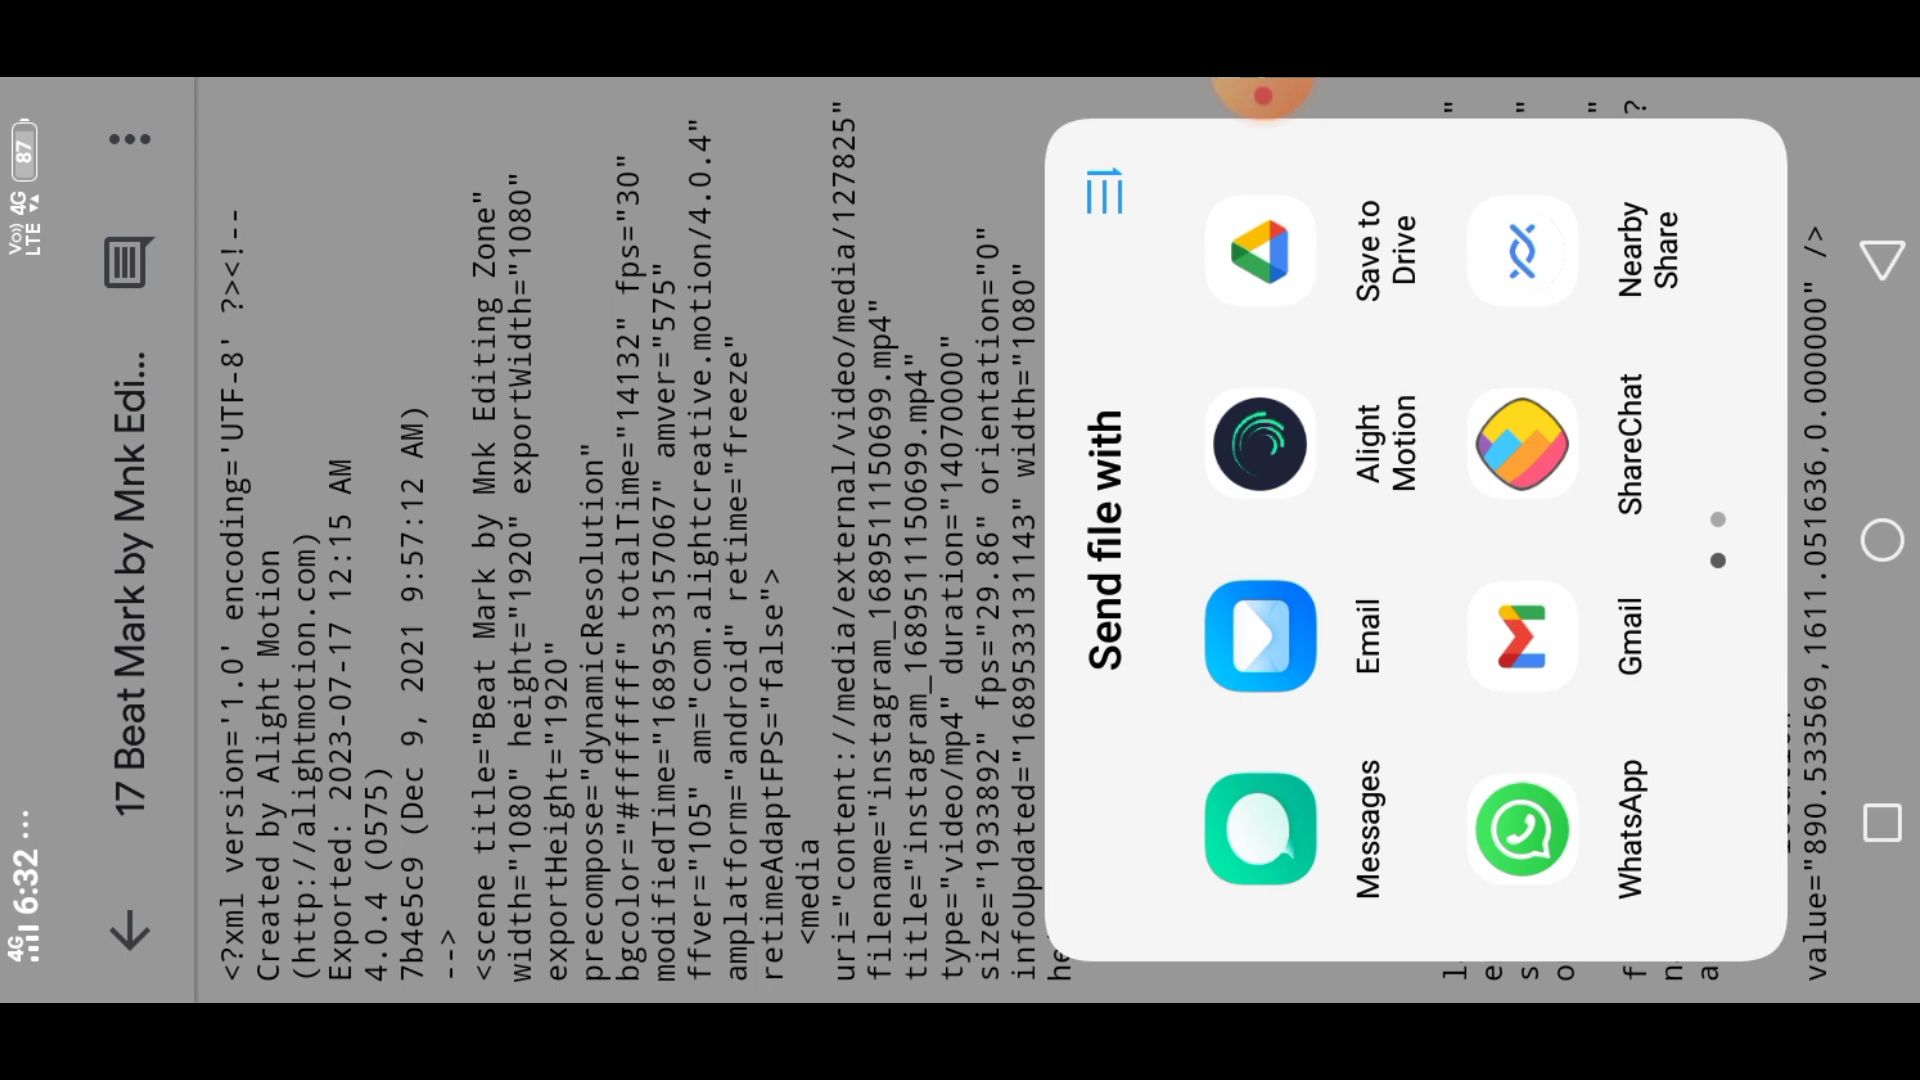 4G 6:32 ...
Vo)) 4G
LTE
87
17 Beat Mark by Mnk Edi...
<?xml version='1.0' encoding='UTF-8' ?><!--
Created by Alight Motion
(http://alightmotion.com)
Exported: 2023-07-17 12:15 AM
4.0.4 (0575)
7b4e5c9 (Dec 9, 2021 9:57:12 AM)
-->
<scene title="Beat Mark by Mnk Editing Zone"
width="1080" height="1920" exportWidth="1080"
exportHeight="1920"
precompose="dynamicResolution"
bgcolor="#ffffffff" totalTime="14132" fps="30"
modifiedTime="1689533157067" amver="575"
ffver="105" am="com.alightcreative.motion/4.0.4"
amplatform="android" retime="freeze"
retimeAdaptFPS="false">
<media
uri="content://media/external/video/media/127825"
filename="instagram_1689511150699.mp4"
title="instagram_1689511150699.mp4"
type="video/mp4" duration="14070000"
size="1933892" fps="29.86" orientation="0"
infoUpdated="1689533131143" width="1080"
Send file with
Messages
Email
Alight
Motion
Save to
Drive
WhatsApp
Gmail
ShareChat
Nearby
Share
value="890.533569,1611.051636,0.000000" />